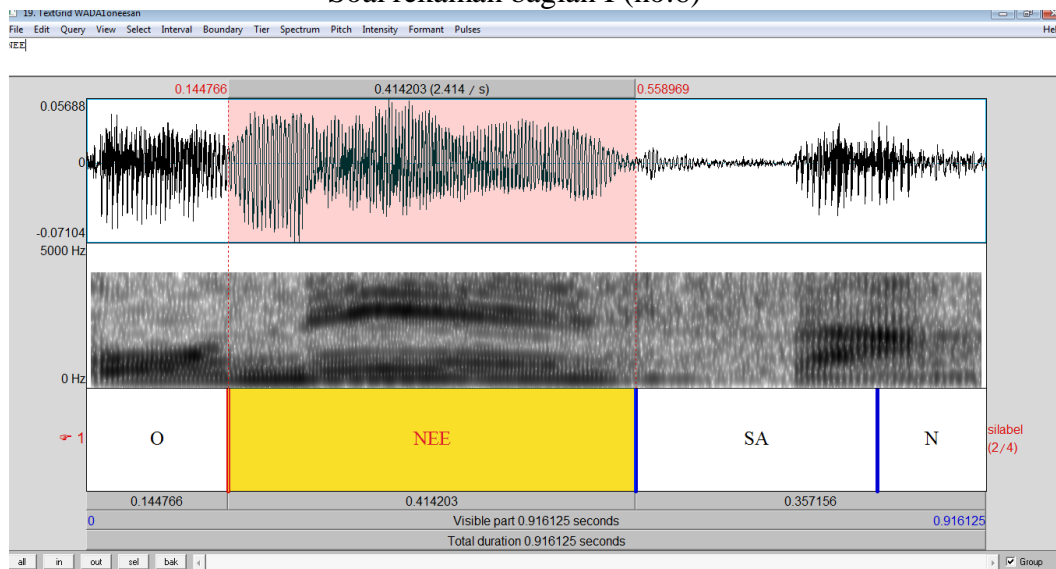 Soal rekaman bagian I (no.8)
19. TextGrid WADA1oneesan
File Edit Query View Select Interval Boundary Tier Spectrum Pitch Intensity Formant Pulses
NEE
0.144766 0.414203 (2.414 / s) 0.558969
0.05688
0
-0.07104
5000 Hz
0 Hz
1 O NEE SA N silabel
(2/4)
0.144766 0.414203 0.357156
0 Visible part 0.916125 seconds 0.916125
Total duration 0.916125 seconds
all in out sel bak Group